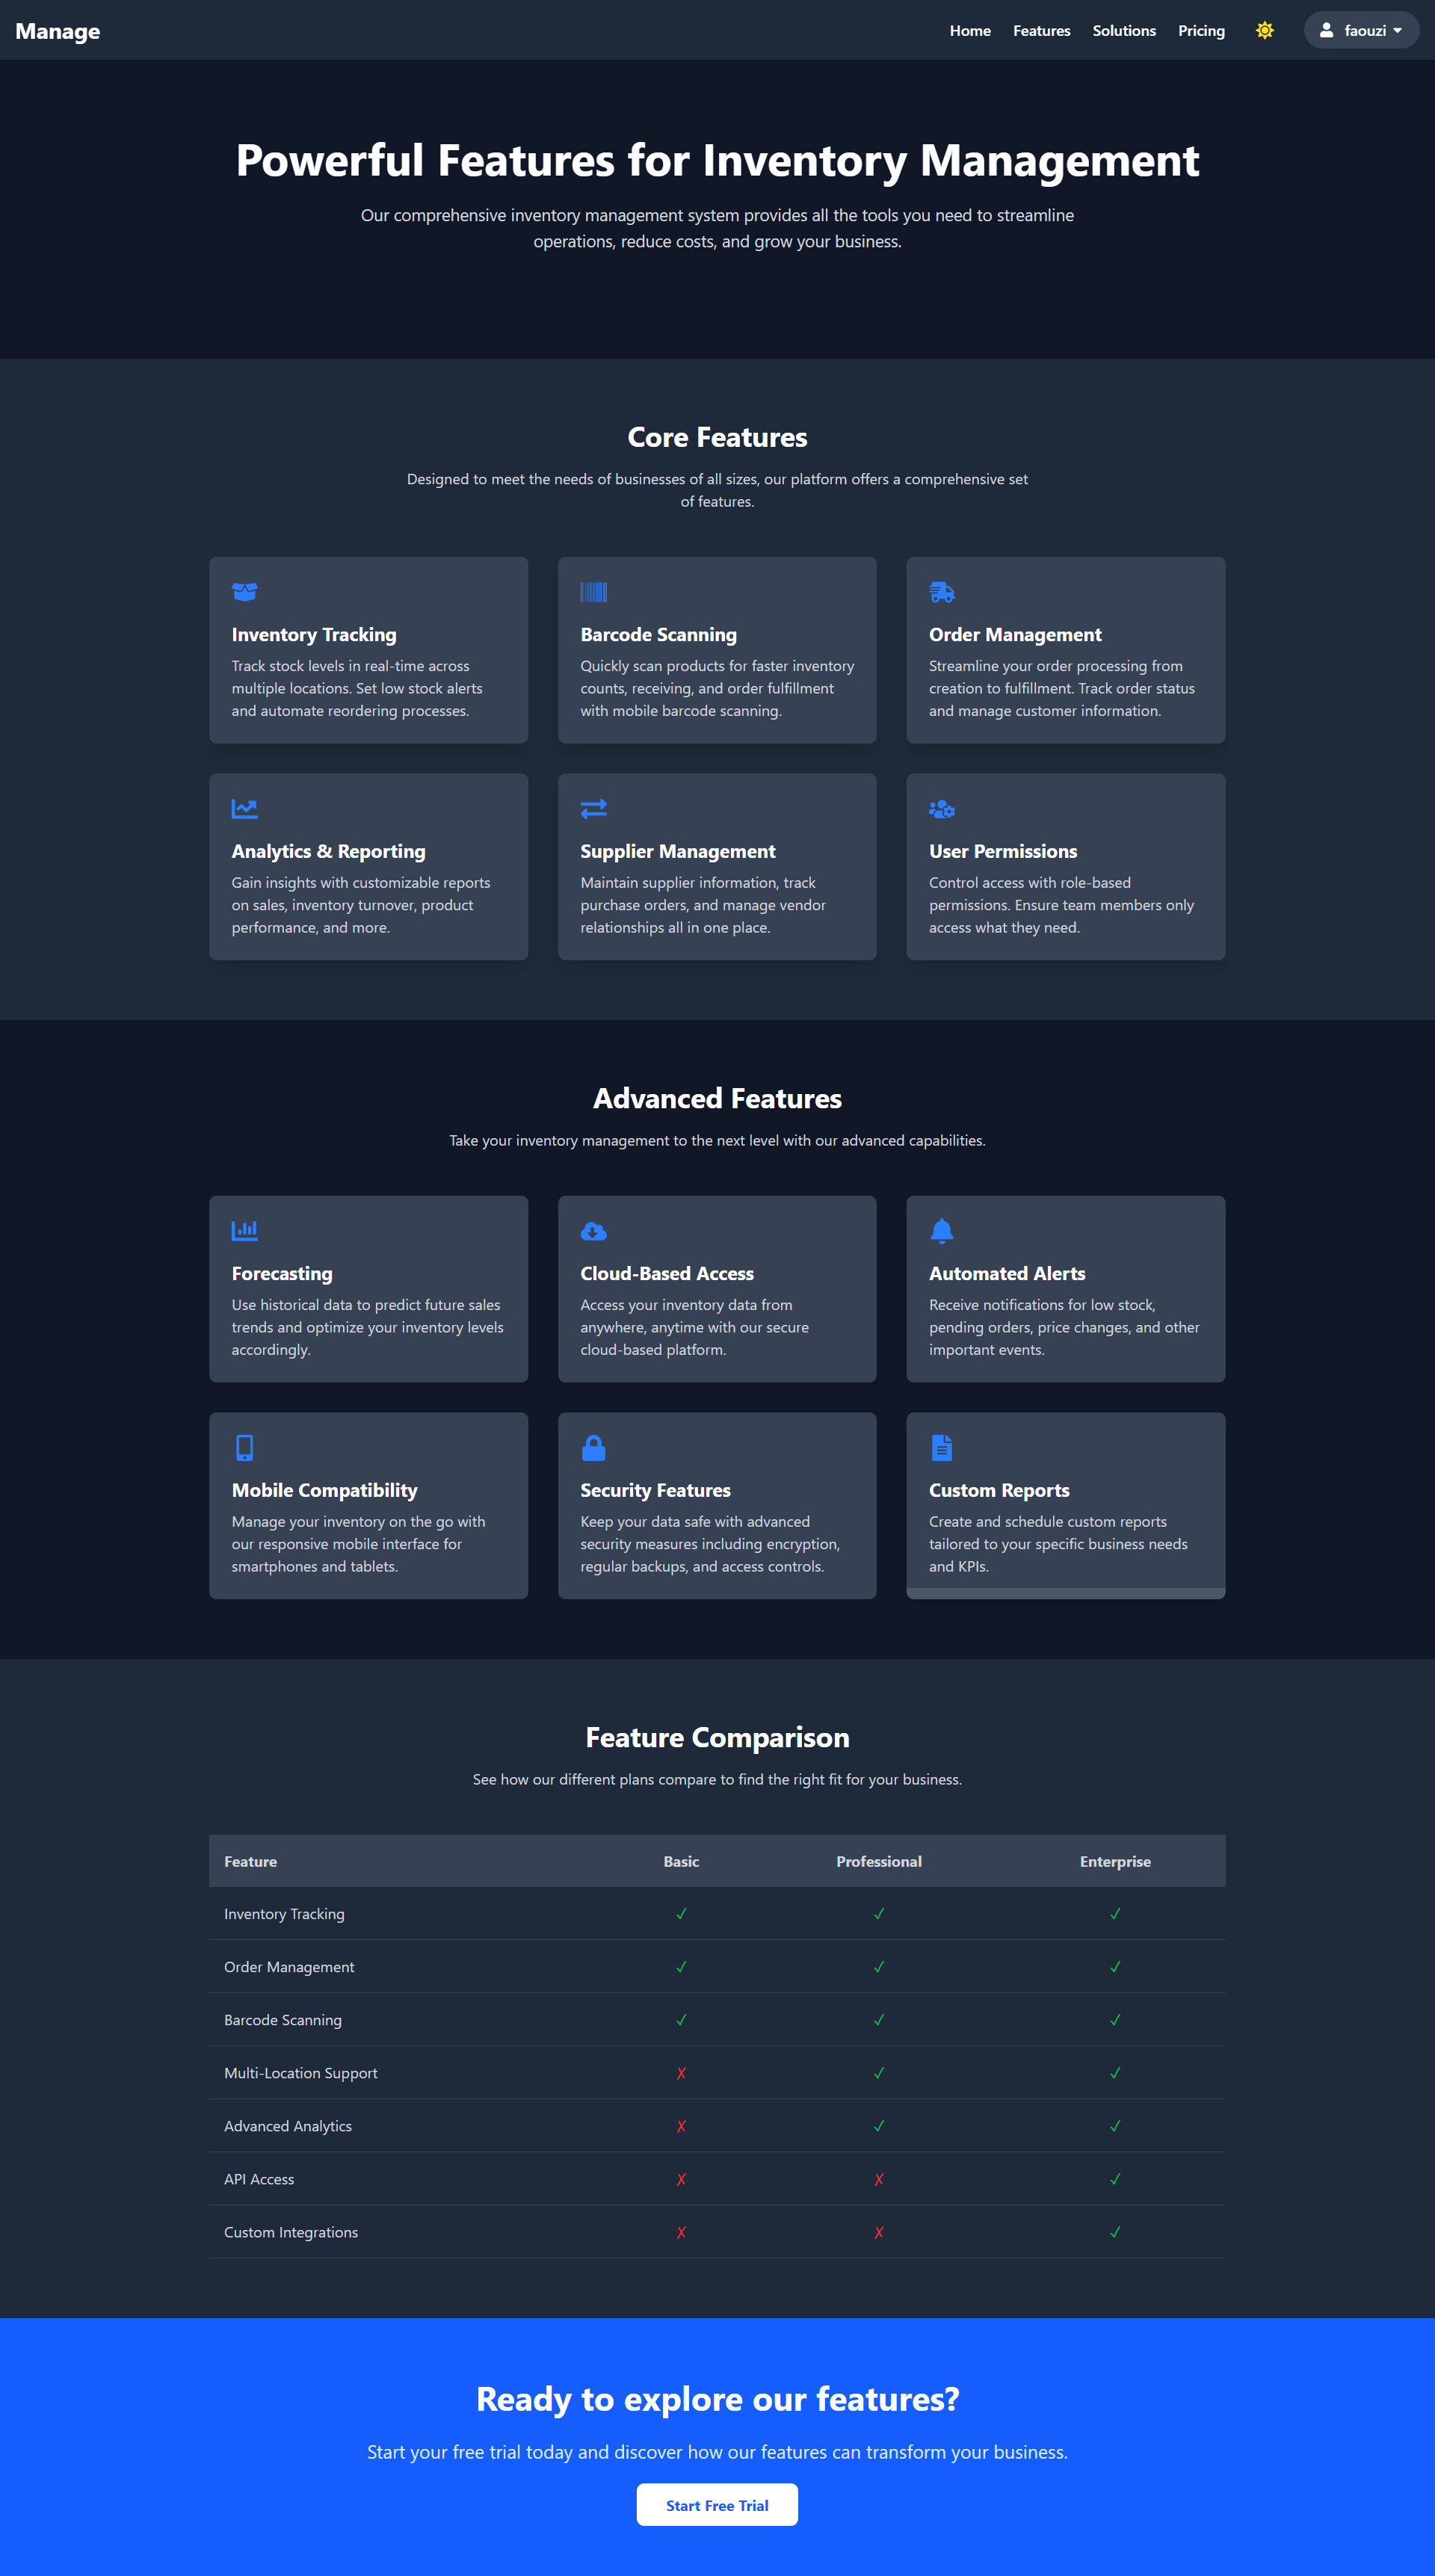 Manage
Home Features Solutions Pricing faouzi
Powerful Features for Inventory Management
Our comprehensive inventory management system provides all the tools you need to streamline
operations, reduce costs, and grow your business.
Core Features
Designed to meet the needs of businesses of all sizes, our platform offers a comprehensive set
of features.
Inventory Tracking
Track stock levels in real-time across
multiple locations. Set low stock alerts
and automate reordering processes.
Barcode Scanning
Quickly scan products for faster inventory
counts, receiving, and order fulfillment
with mobile barcode scanning.
Order Management
Streamline your order processing from
creation to fulfillment. Track order status
and manage customer information.
Analytics & Reporting
Gain insights with customizable reports
on sales, inventory turnover, product
performance, and more.
Supplier Management
Maintain supplier information, track
purchase orders, and manage vendor
relationships all in one place.
User Permissions
Control access with role-based
permissions. Ensure team members only
access what they need.
Advanced Features
Take your inventory management to the next level with our advanced capabilities.
Forecasting
Use historical data to predict future sales
trends and optimize your inventory levels
accordingly.
Cloud-Based Access
Access your inventory data from
anywhere, anytime with our secure
cloud-based platform.
Automated Alerts
Receive notifications for low stock,
pending orders, price changes, and other
important events.
Mobile Compatibility
Manage your inventory on the go with
our responsive mobile interface for
smartphones and tablets.
Security Features
Keep your data safe with advanced
security measures including encryption,
regular backups, and access controls.
Custom Reports
Create and schedule custom reports
tailored to your specific business needs
and KPIs.
Feature Comparison
See how our different plans compare to find the right fit for your business.
Feature Basic Professional Enterprise
Inventory Tracking ✓ ✓ ✓
Order Management ✓ ✓ ✓
Barcode Scanning ✓ ✓ ✓
Multi-Location Support ✗ ✓ ✓
Advanced Analytics ✗ ✓ ✓
API Access ✗ ✗ ✓
Custom Integrations ✗ ✗ ✓
Ready to explore our features?
Start your free trial today and discover how our features can transform your business.
Start Free Trial